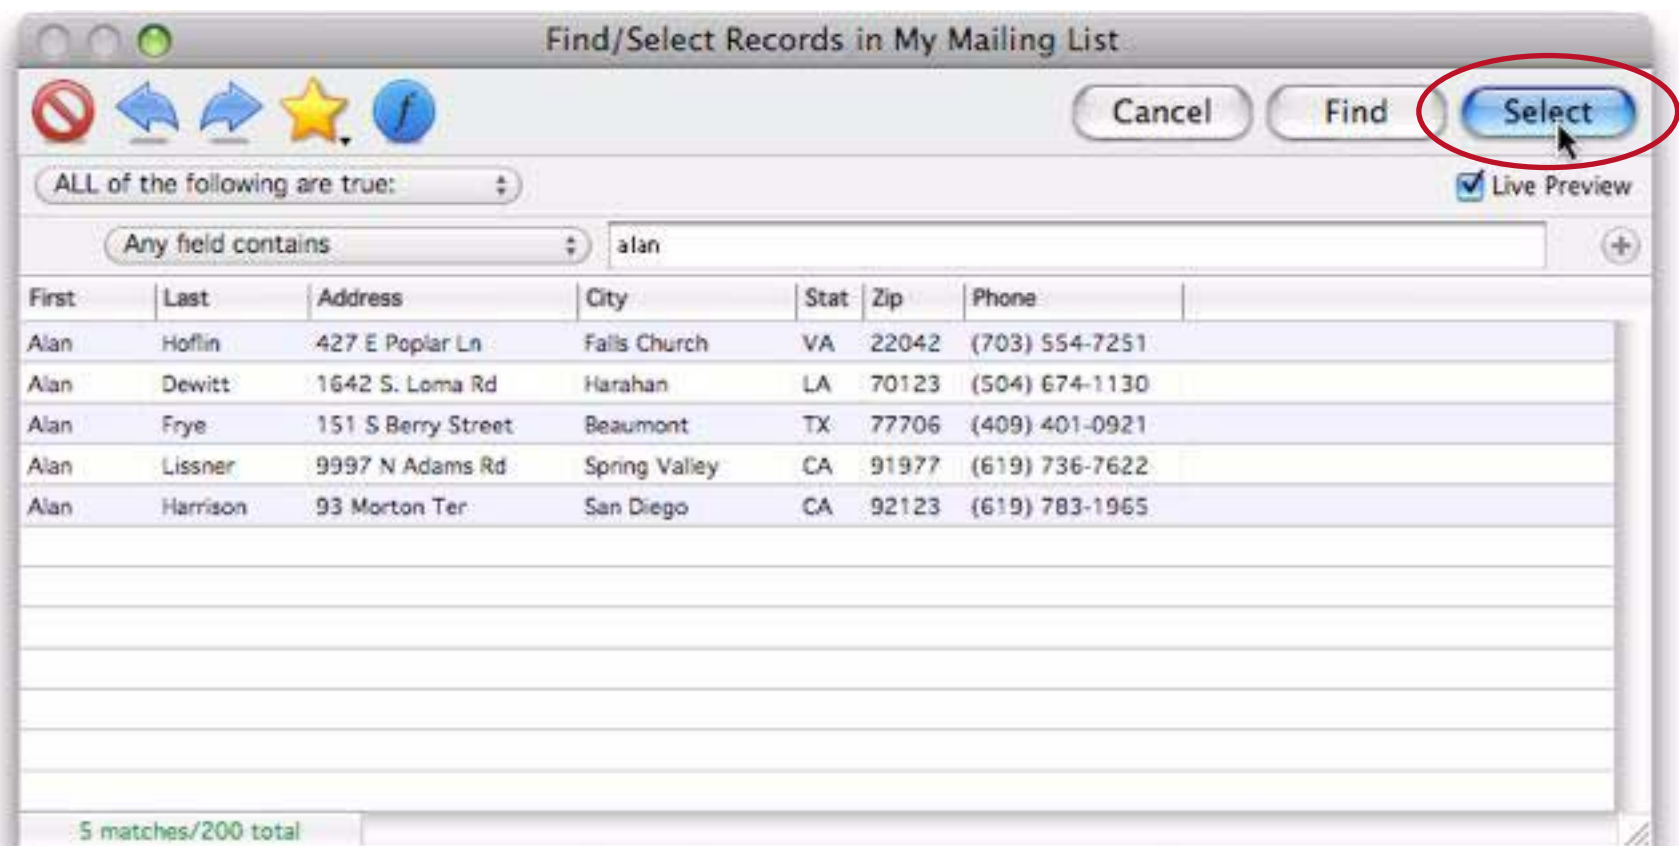 Find/Select Records in My Mailing List
f Cancel Find Select
ALL of the following are true: Live Preview
Any field contains alan
First Last Address City Stat Zip Phone
Alan Hoflin 427 E Poplar Ln Falls Church VA 22042 (703) 554-7251
Alan Dewitt 1642 S. Loma Rd Harahan LA 70123 (504) 674-1130
Alan Frye 151 S Berry Street Beaumont TX 77706 (409) 401-0921
Alan Lissner 9997 N Adams Rd Spring Valley CA 91977 (619) 736-7622
Alan Harrison 93 Morton Ter San Diego CA 92123 (619) 783-1965
5 matches/200 total